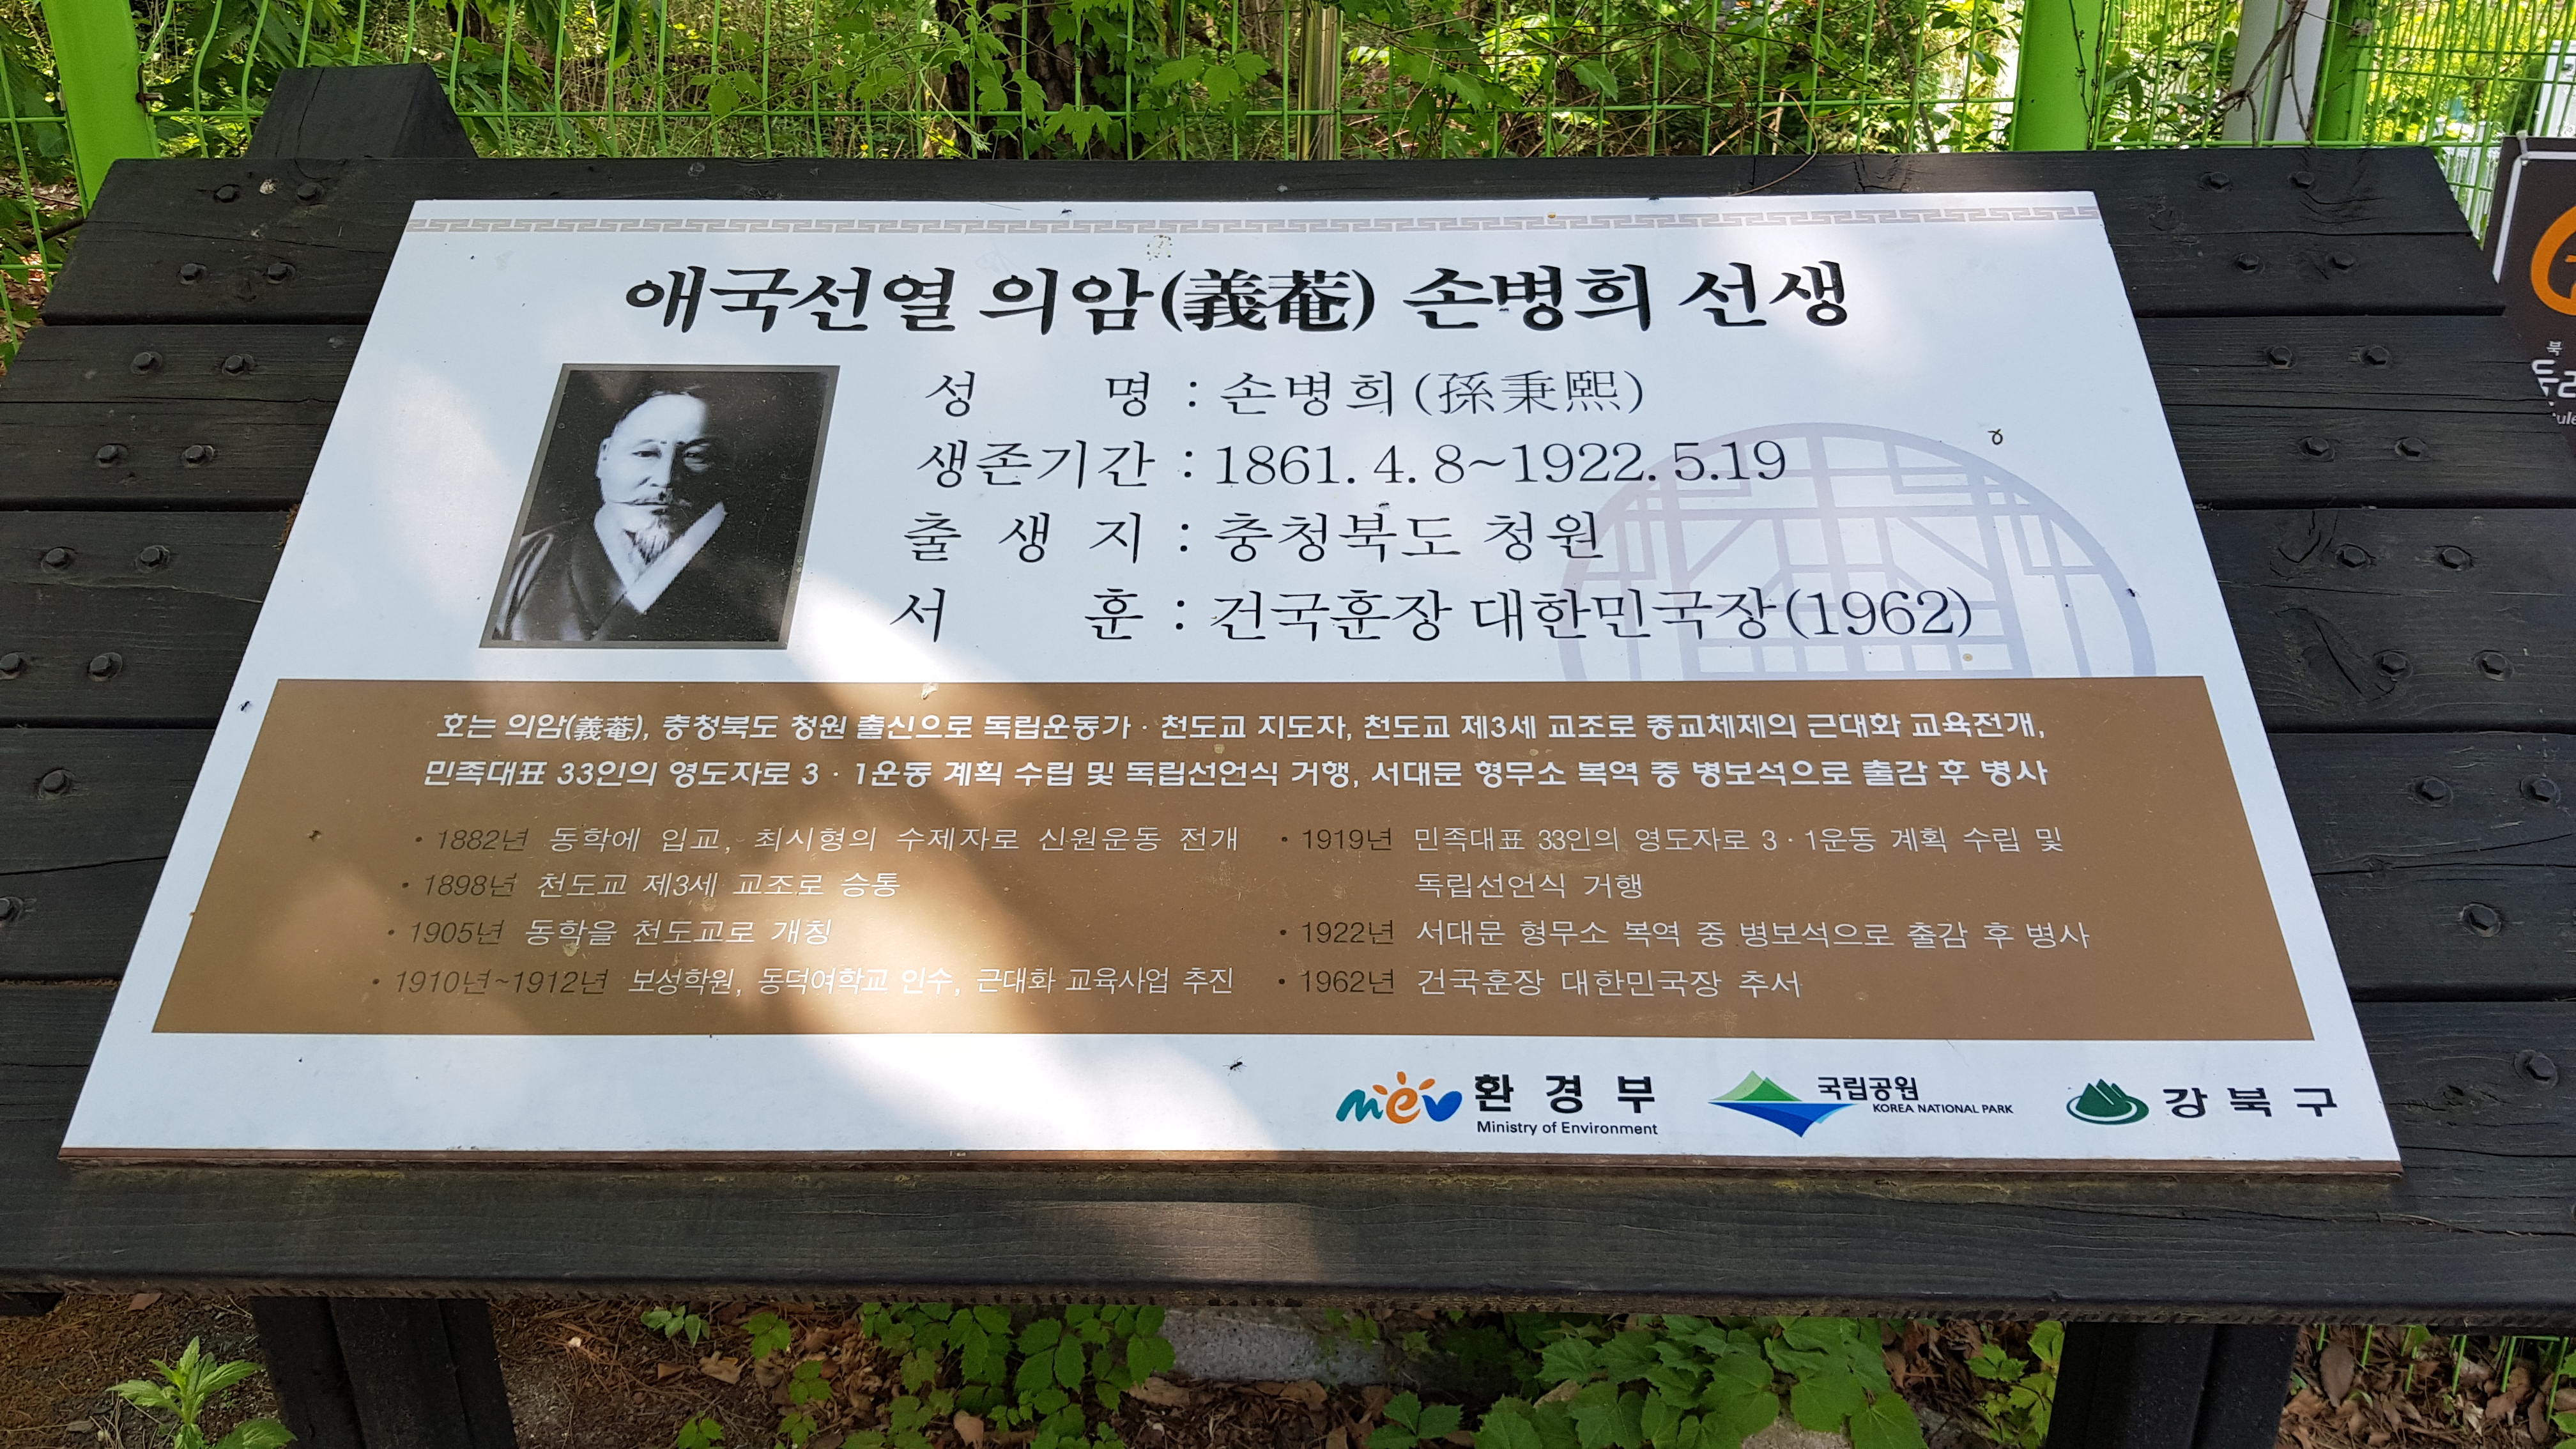 애국선열 의암(義菴) 손병희 선생
성 명 : 손병희(孫秉熙)
생존기간 : 1861. 4. 8~1922. 5.19
출 생 지 : 충청북도 청원
서 훈 : 건국훈장 대한민국장(1962)
호는 의암(義菴), 충청북도 청원 출신으로 독립운동가 · 천도교 지도자, 천도교 제3세 교조로 종교체제의 근대화 교육전개,
민족대표 33인의 영도자로 3 · 1운동 계획 수립 및 독립선언식 거행, 서대문 형무소 복역 중 병보석으로 출감 후 병사
• 1882년 동학에 입교, 최시형의 수제자로 신원운동 전개
• 1898년 천도교 제3세 교조로 승통
• 1905년 동학을 천도교로 개칭
• 1910년~1912년 보성학원, 동덕여학교 인수, 근대화 교육사업 추진
• 1919년 민족대표 33인의 영도자로 3 · 1운동 계획 수립 및
독립선언식 거행
• 1922년 서대문 형무소 복역 중 병보석으로 출감 후 병사
• 1962년 건국훈장 대한민국장 추서
mev 환경부
Ministry of Environment
국립공원
KOREA NATIONAL PARK
강북구
북